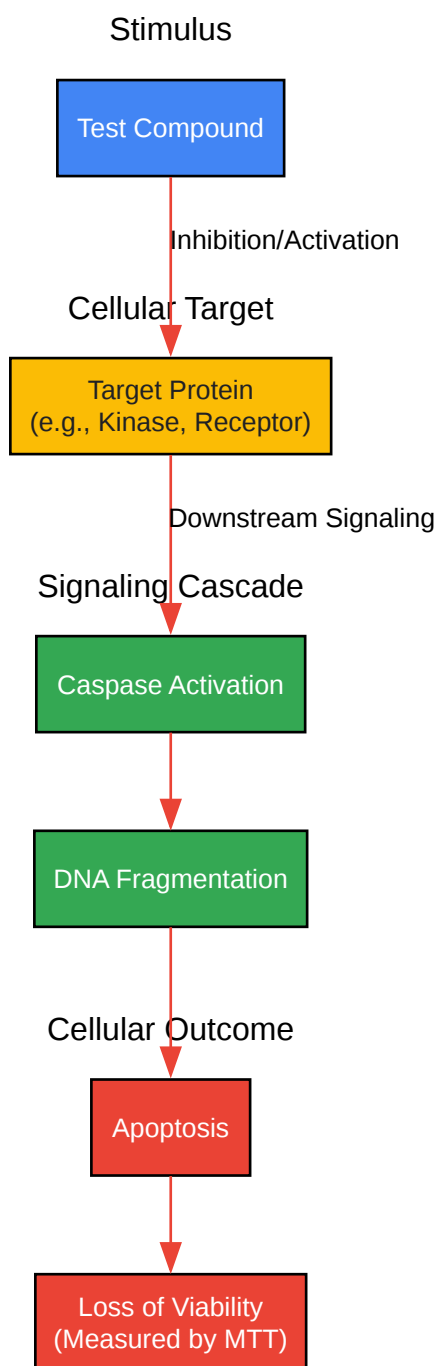 Stimulus
Test Compound
Inhibition/Activation
Cellular Target
Target Protein
(e.g., Kinase, Receptor)
Downstream Signaling
Signaling Cascade
Caspase Activation
DNA Fragmentation
Cellular Outcome
Apoptosis
Loss of Viability
(Measured by MTT)